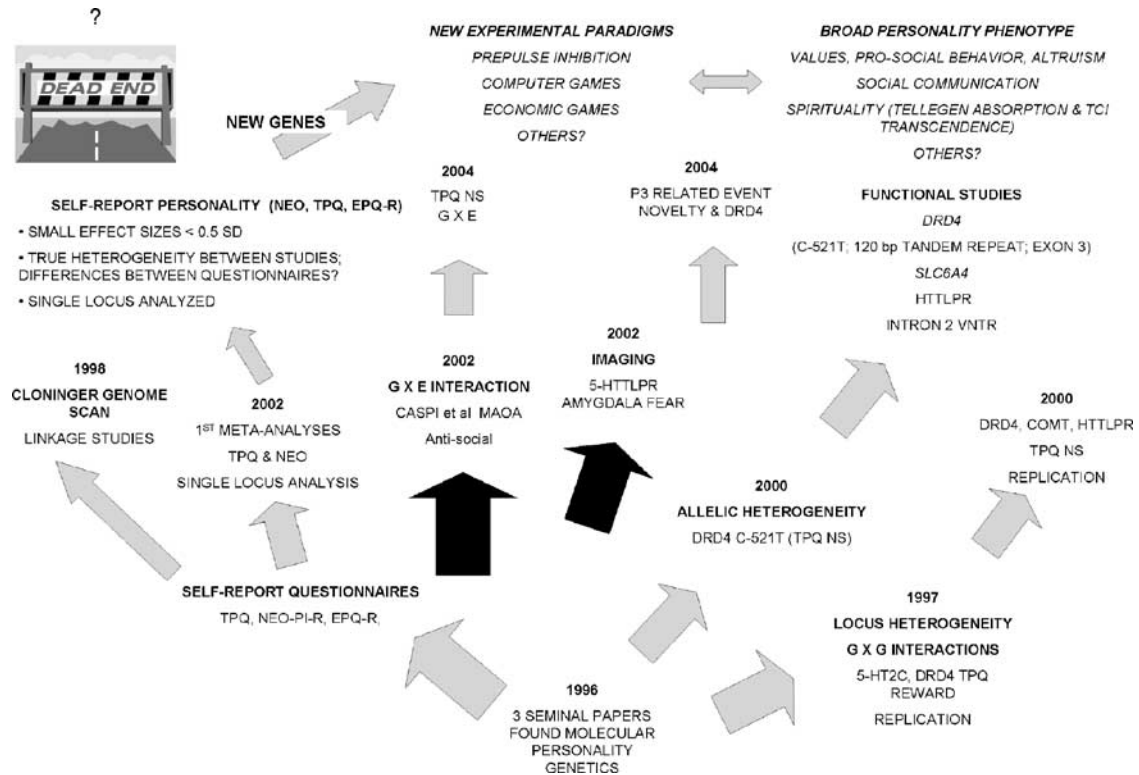 ?
DEAD END
NEW GENES
NEW EXPERIMENTAL PARADIGMS
PREPULSE INHIBITION
COMPUTER GAMES
ECONOMIC GAMES
OTHERS?
BROAD PERSONALITY PHENOTYPE
VALUES, PRO-SOCIAL BEHAVIOR, ALTRUISM
SOCIAL COMMUNICATION
SPIRITUALITY (TELLEGEN ABSORPTION & TCI
TRANSCENDENCE)
OTHERS?
SELF-REPORT PERSONALITY (NEO, TPQ, EPQ-R)
• SMALL EFFECT SIZES < 0.5 SD
• TRUE HETEROGENEITY BETWEEN STUDIES;
DIFFERENCES BETWEEN QUESTIONNAIRES?
• SINGLE LOCUS ANALYZED
2004
TPQ NS
G X E
2004
P3 RELATED EVENT
NOVELTY & DRD4
FUNCTIONAL STUDIES
DRD4
(C-521T; 120 bp TANDEM REPEAT; EXON 3)
SLC6A4
HTTLPR
INTRON 2 VNTR
1998
CLONINGER GENOME
SCAN
LINKAGE STUDIES
2002
1ST META-ANALYSES
TPQ & NEO
SINGLE LOCUS ANALYSIS
2002
G X E INTERACTION
CASPI et al MAOA
Anti-social
2002
IMAGING
5-HTTLPR
AMYGDALA FEAR
2000
DRD4, COMT, HTTLPR
TPQ NS
REPLICATION
2000
ALLELIC HETEROGENEITY
DRD4 C-521T (TPQ NS)
SELF-REPORT QUESTIONNAIRES
TPQ, NEO-PI-R, EPQ-R,
1997
LOCUS HETEROGENEITY
G X G INTERACTIONS
5-HT2C, DRD4 TPQ
REWARD
REPLICATION
1996
3 SEMINAL PAPERS
FOUND MOLECULAR
PERSONALITY
GENETICS